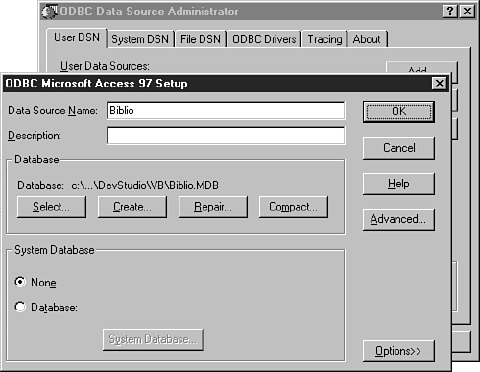 ODBC Data Source Administrator
User DSN System DSN File DSN ODBC Drivers Tracing About
User Data Sources:
Add...
ODBC Microsoft Access 97 Setup
Data Source Name: Biblio
OK
Description:
Cancel
Database
Database: c:\...\DevStudio\VB\Biblio.MDB
Help
Select... Create... Repair... Compact...
Advanced...
System Database
None
Database:
System Database...
Options>>